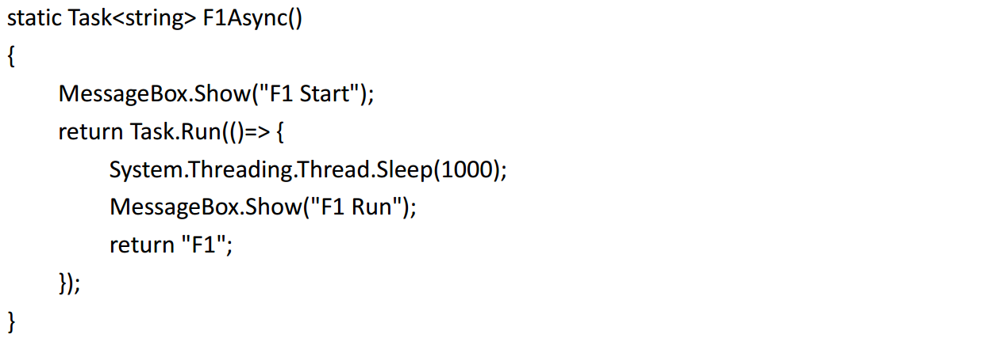 static Task<string> F1Async()
{
MessageBox.Show("F1 Start");
return Task.Run(()=> {
System.Threading.Thread.Sleep(1000);
MessageBox.Show("F1 Run");
return "F1";
});
}